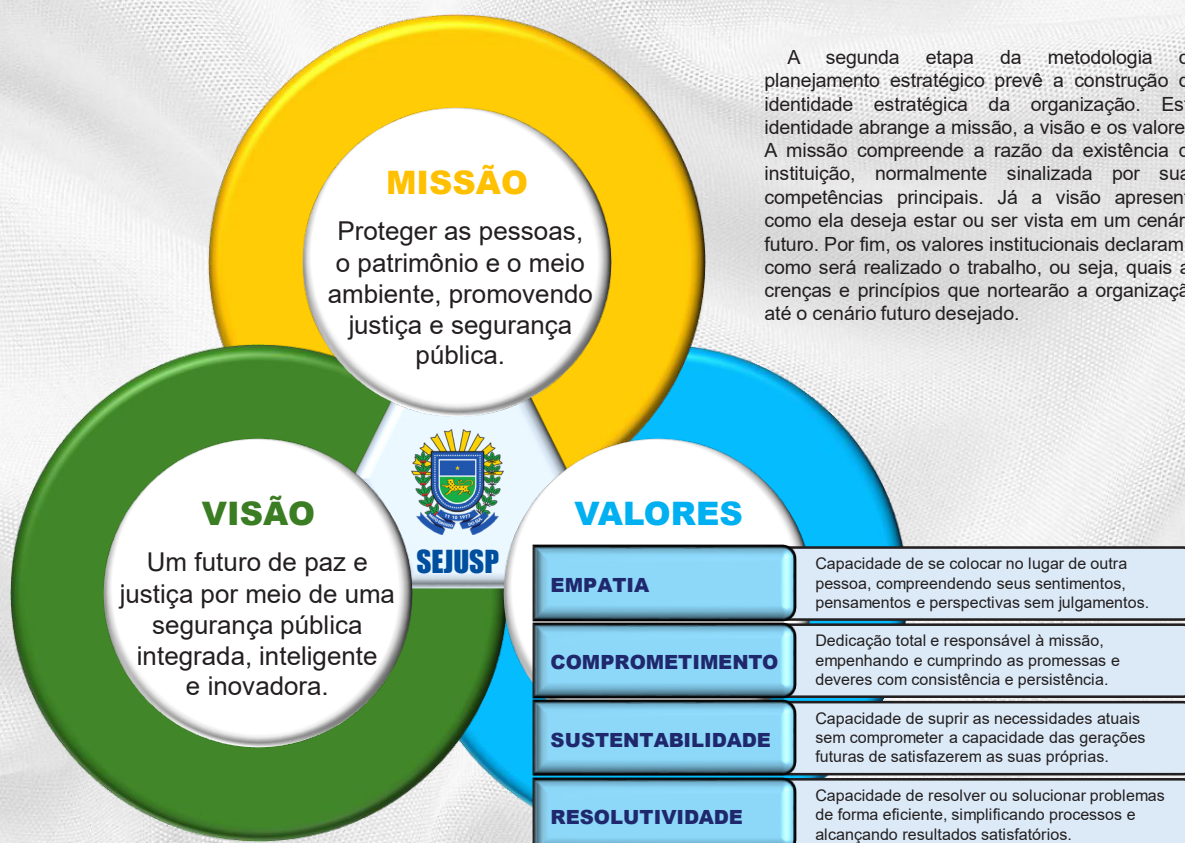 A segunda etapa da metodologia
planejamento estratégico prevê a construção
identidade estratégica da organização.
identidade abrange a missão, a visão e os
A missão compreende a razão da existência
instituição, normalmente sinalizada por
competências principais. Já a visão
como ela deseja estar ou ser vista em um
futuro. Por fim, os valores institucionais declaram
como será realizado o trabalho, ou seja, quais
crenças e princípios que nortearão a
até o cenário futuro desejado.
MISSÃO
Proteger as pessoas,
o patrimônio e o meio
ambiente, promovendo
justiça e segurança
pública.
VISÃO
Um futuro de paz e
justiça por meio de uma
segurança pública
integrada, inteligente
e inovadora.
11.10.1977
DO SUL
SEJUSP
VALORES
EMPATIA
Capacidade de se colocar no lugar de outra
pessoa, compreendendo seus sentimentos,
pensamentos e perspectivas sem julgamentos.
COMPROMETIMENTO
Dedicação total e responsável à missão,
empenhando e cumprindo as promessas e
deveres com consistência e persistência.
SUSTENTABILIDADE
Capacidade de suprir as necessidades atuais
sem comprometer a capacidade das gerações
futuras de satisfazerem as suas próprias.
RESOLUTIVIDADE
Capacidade de resolver ou solucionar problemas
de forma eficiente, simplificando processos e
alcançando resultados satisfatórios.